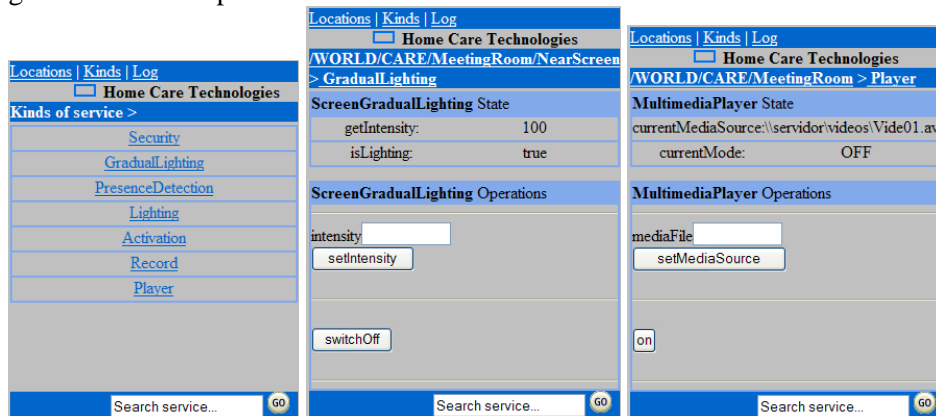 Locations | Kinds | Log
Home Care Technologies
Kinds of service >
Security
GradualLighting
PresenceDetection
Lighting
Activation
Record
Player
Search service...
GO
Locations | Kinds | Log
Home Care Technologies
/WORLD/CARE/MeetingRoom/NearScreen
> GradualLighting
ScreenGradualLighting State
getIntensity: 100
isLighting: true
ScreenGradualLighting Operations
intensity
setIntensity
switchOff
Search service...
GO
Locations | Kinds | Log
Home Care Technologies
/WORLD/CARE/MeetingRoom > Player
MultimediaPlayer State
currentMediaSource:\\servidor\videos\Vide01.av
currentMode: OFF
MultimediaPlayer Operations
mediaFile
setMediaSource
on
Search service...
GO